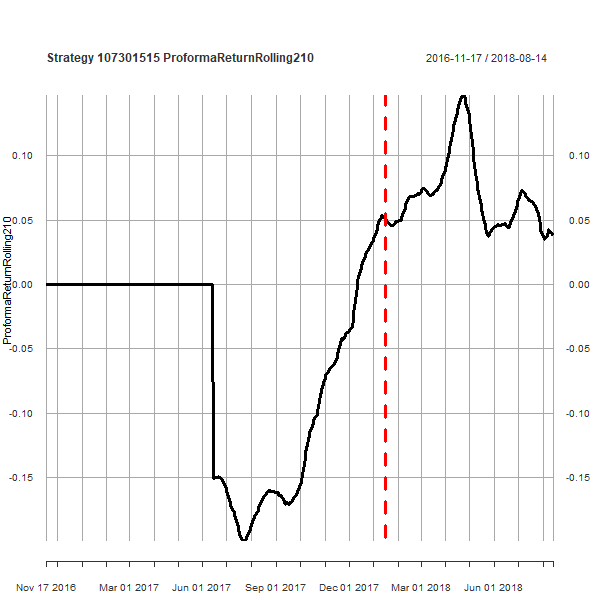 Strategy 107301515 ProformaReturnRolling210
2016-11-17 / 2018-08-14
ProformaReturnRolling210
0.10 0.10
0.05 0.05
0.00 0.00
-0.05 -0.05
-0.10 -0.10
-0.15 -0.15
Nov 17 2016 Mar 01 2017 Jun 01 2017 Sep 01 2017 Dec 01 2017 Mar 01 2018 Jun 01 2018